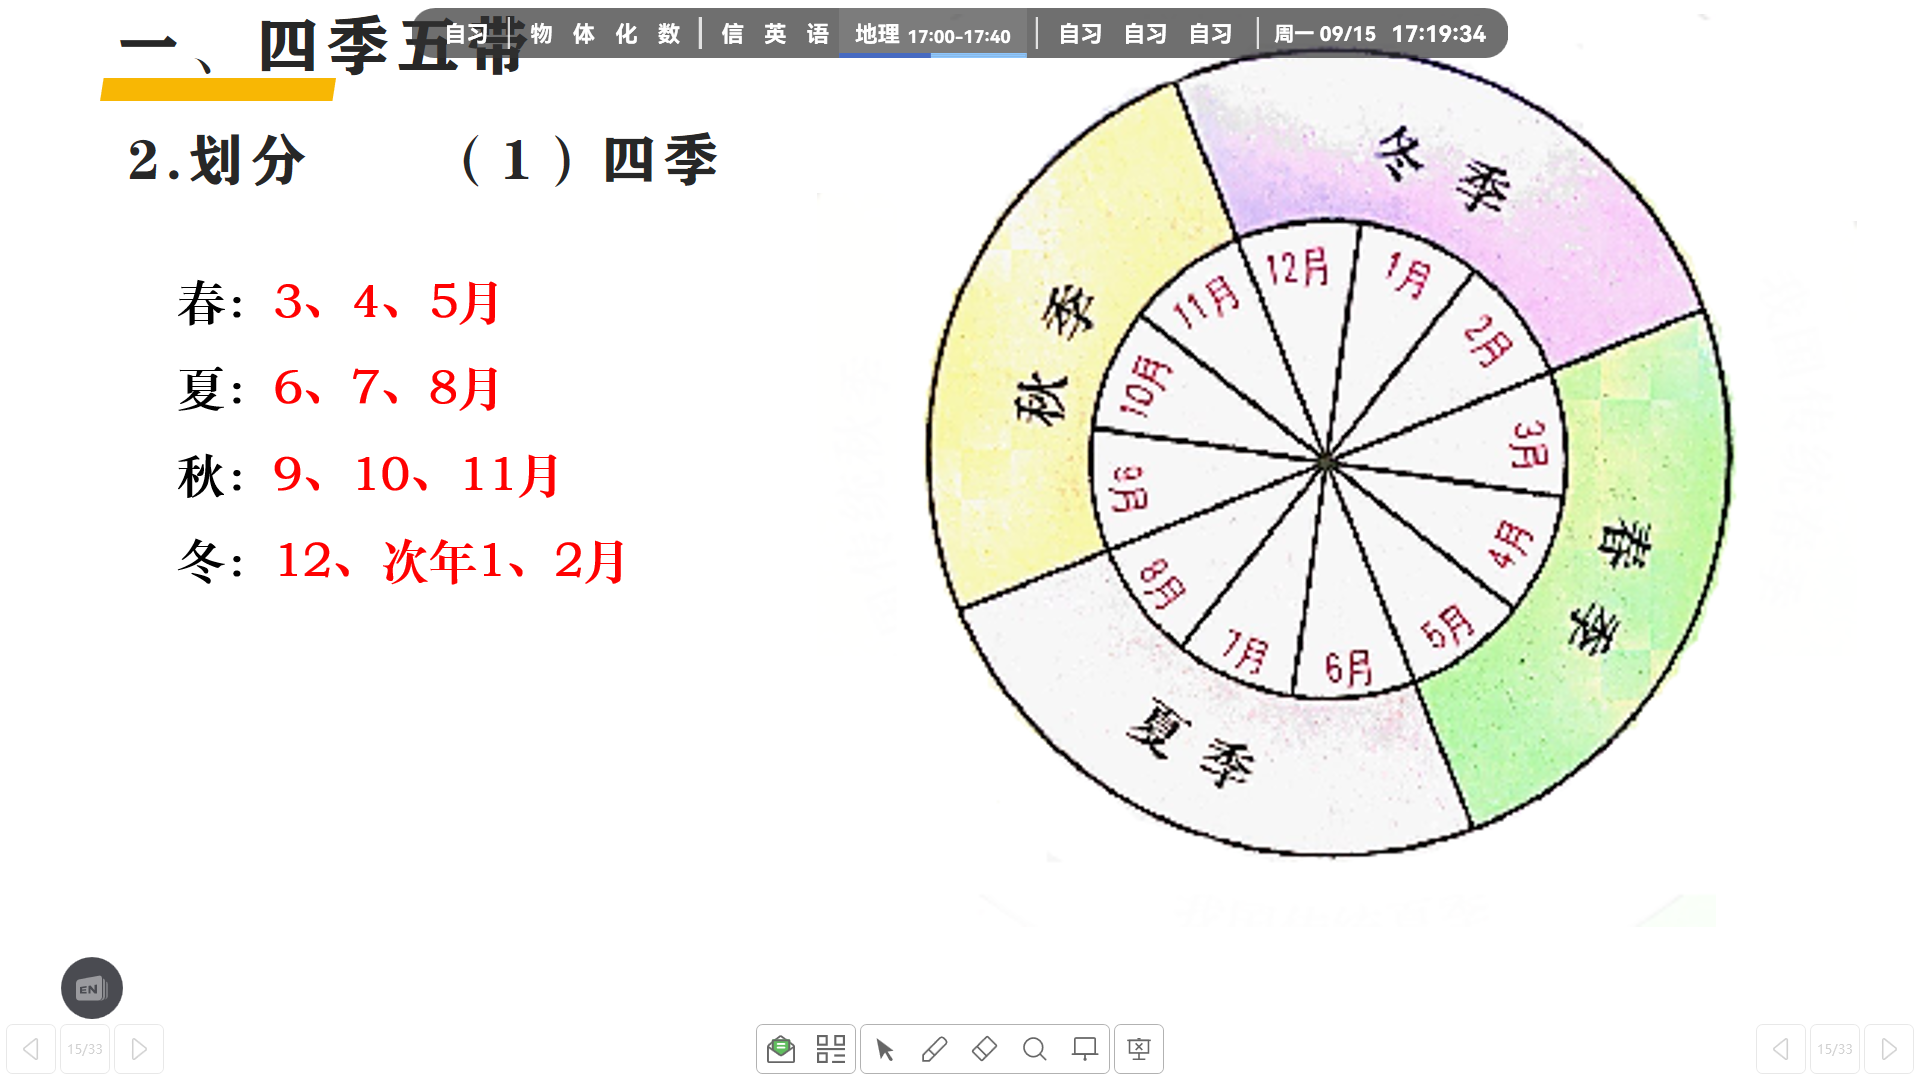 一、四季五带
自习 物 体 化 数 信 英 语 地理 17:00-17:40 自习 自习 自习 周一 09/15 17:19:34
2.划分 （1）四季
春：3、4、5月
夏：6、7、8月
秋：9、10、11月
冬：12、次年1、2月
冬季
春季
夏季
秋季
12月
1月
2月
3月
4月
5月
6月
7月
8月
9月
10月
11月
EN
15/33
15/33